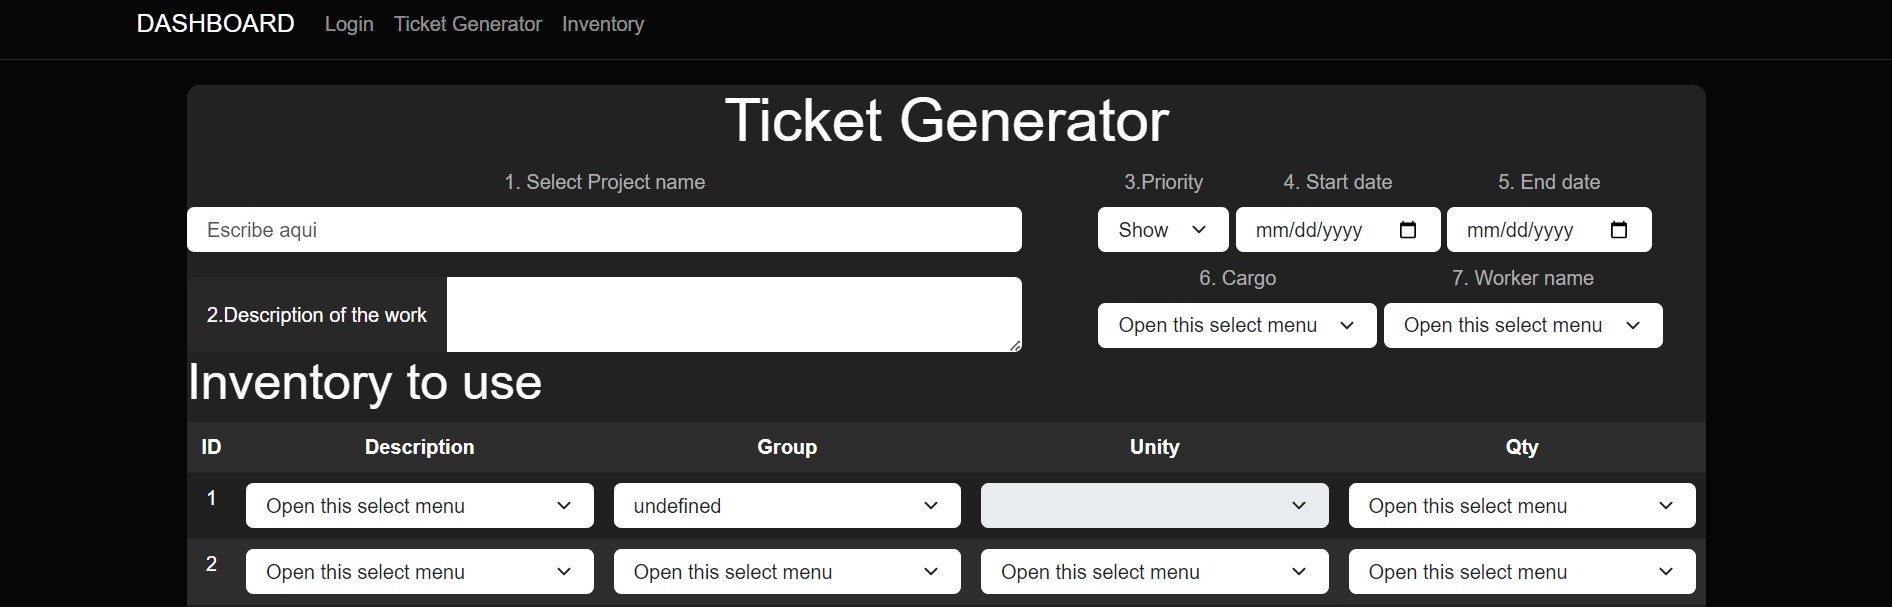 DASHBOARD Login Ticket Generator Inventory
Ticket Generator
1. Select Project name
Escribe aqui
2.Description of the work
3.Priority 4. Start date 5. End date
Show mm/dd/yyyy mm/dd/yyyy
6. Cargo 7. Worker name
Open this select menu Open this select menu
Inventory to use
ID Description Group Unity Qty
1 Open this select menu undefined Open this select menu
2 Open this select menu Open this select menu Open this select menu Open this select menu